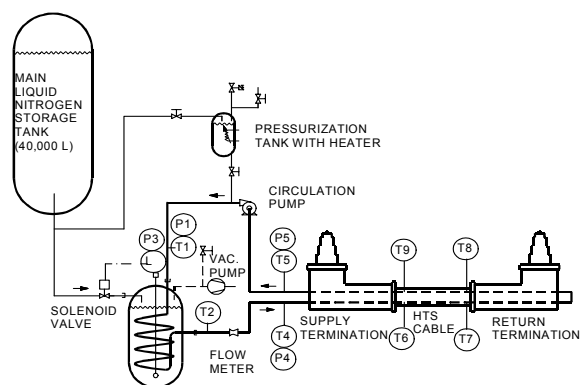 MAIN
LIQUID
NITROGEN
STORAGE
TANK
(40,000 L)
PRESSURIZATION
TANK WITH HEATER
CIRCULATION
PUMP
P3
L
P1
T1
VAC.
PUMP
P5
T5
T9
T8
SOLENOID
VALVE
T2
FLOW
METER
T4
P4
SUPPLY
TERMINATION
T6
HTS
CABLE
T7
RETURN
TERMINATION